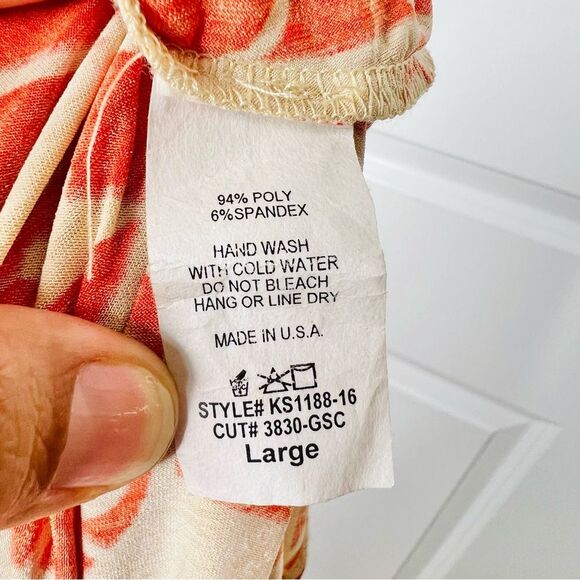 94% POLY
6%SPANDEX
HAND WASH
WITH COLD WATER
DO NOT BLEACH
HANG OR LINE DRY
MADE IN U.S.A.
STYLE# KS1188-16
CUT# 3830-GSC
Large